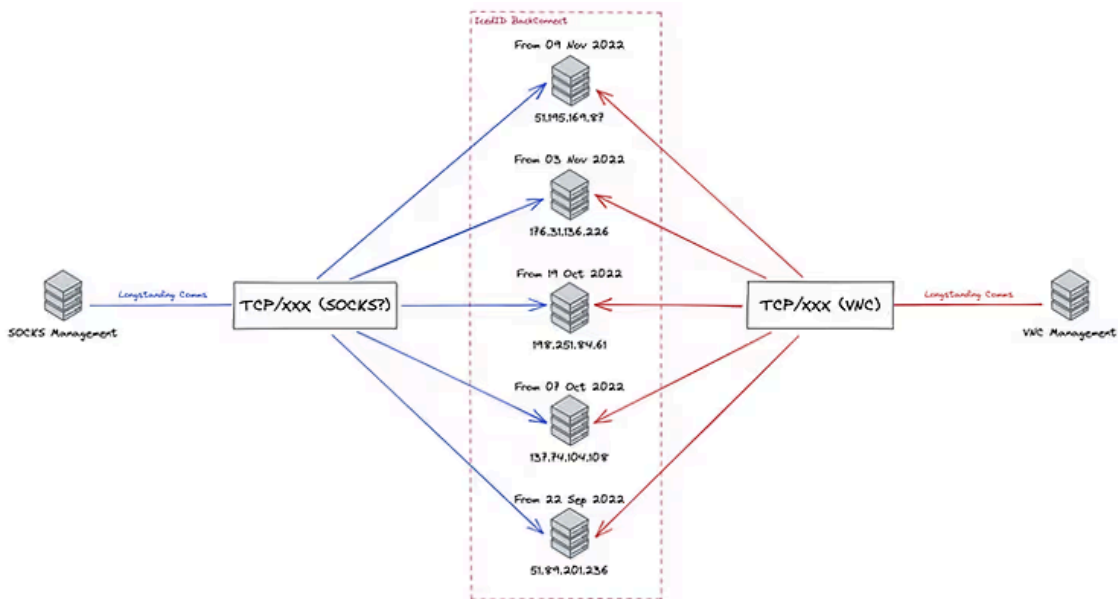 IcedID BackConnect
From 09 Nov 2022
51.195.169.87
From 03 Nov 2022
176.31.136.226
From 19 Oct 2022
198.251.84.61
From 07 Oct 2022
137.74.104.108
From 22 Sep 2022
51.89.201.236
SOCKS Management
Longstanding Comms
TCP/XXX (SOCKS?)
TCP/XXX (VNC)
Longstanding Comms
VNC Management